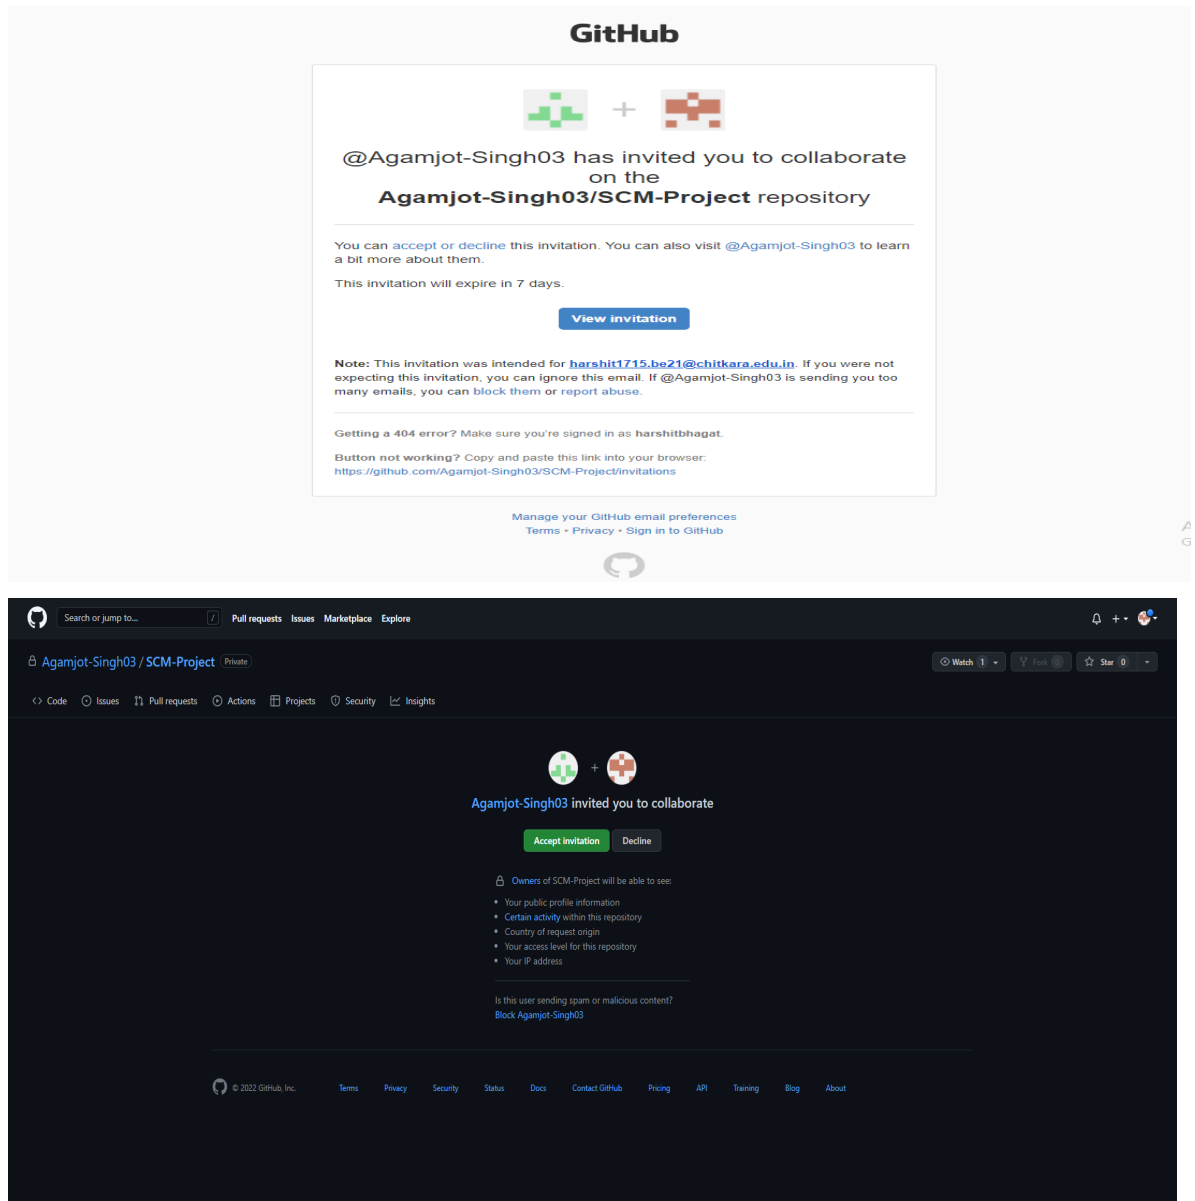 GitHub
@Agamjot-Singh03 has invited you to collaborate
on the
Agamjot-Singh03/SCM-Project repository
You can accept or decline this invitation. You can also visit @Agamjot-Singh03 to learn
a bit more about them.
This invitation will expire in 7 days.
View invitation
Note: This invitation was intended for harshit1715.be21@chitkara.edu.in. If you were not
expecting this invitation, you can ignore this email. If @Agamjot-Singh03 is sending you too
many emails, you can block them or report abuse.
Getting a 404 error? Make sure you're signed in as harshitbhagat.
Button not working? Copy and paste this link into your browser:
https://github.com/Agamjot-Singh03/SCM-Project/invitations
Manage your GitHub email preferences
Terms • Privacy • Sign in to GitHub
A
G
Search or jump to... / Pull requests Issues Marketplace Explore
Agamjot-Singh03 / SCM-Project Private Watch 1 Fork 0 Star 0
Code Issues Pull requests Actions Projects Security Insights
Agamjot-Singh03 invited you to collaborate
Accept invitation Decline
Owners of SCM-Project will be able to see:
• Your public profile information
• Certain activity within this repository
• Country of request origin
• Your access level for this repository
• Your IP address
Is this user sending spam or malicious content?
Block Agamjot-Singh03
© 2022 GitHub, Inc. Terms Privacy Security Status Docs Contact GitHub Pricing API Training Blog About